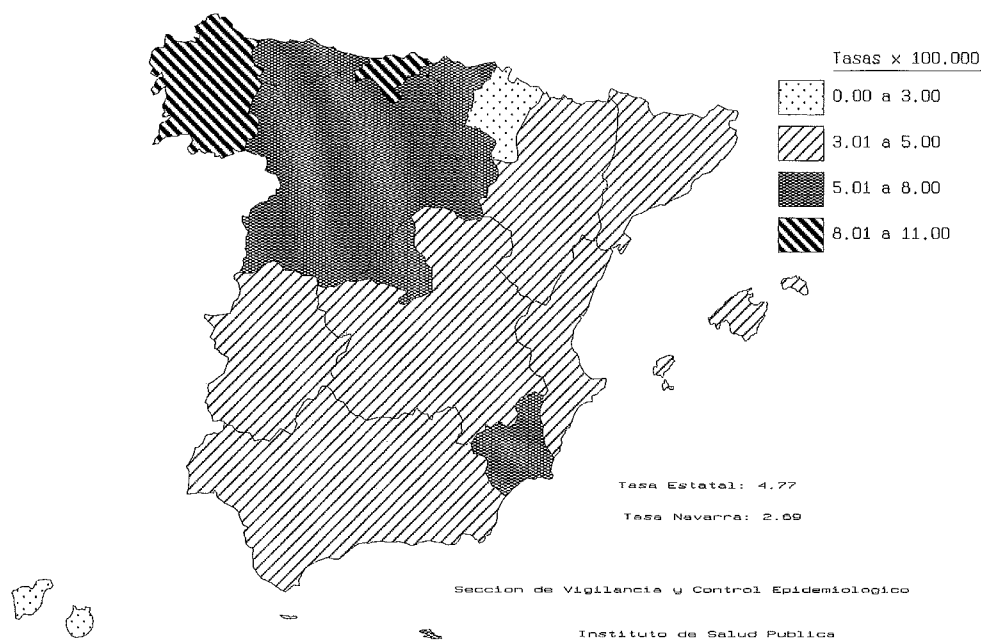 Tasas x 100.000
0.00 a 3.00
3.01 a 5.00
5.01 a 8.00
8.01 a 11.00
Tasa Estatal: 4.77
Tasa Navarra: 2.69
Seccion de Vigilancia y Control Epidemiologico
Instituto de Salud Publica